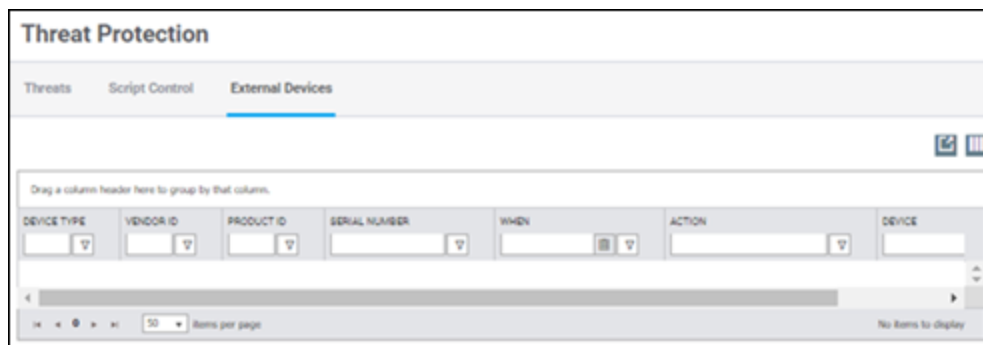 Threat Protection
Threats Script Control External Devices
Drag a column header here to group by that column.
DEVICE TYPE VENDOR ID PRODUCT ID SERIAL NUMBER WHEN ACTION DEVICE
0 50 items per page No items to display